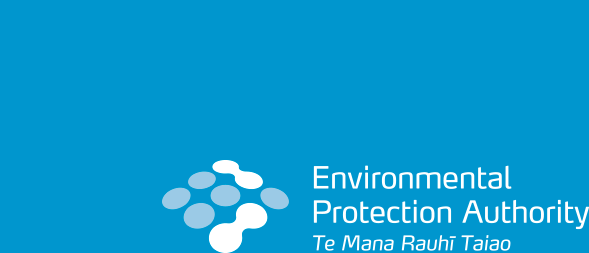 Environmental
Protection Authority
Te Mana Rauhī Taiao